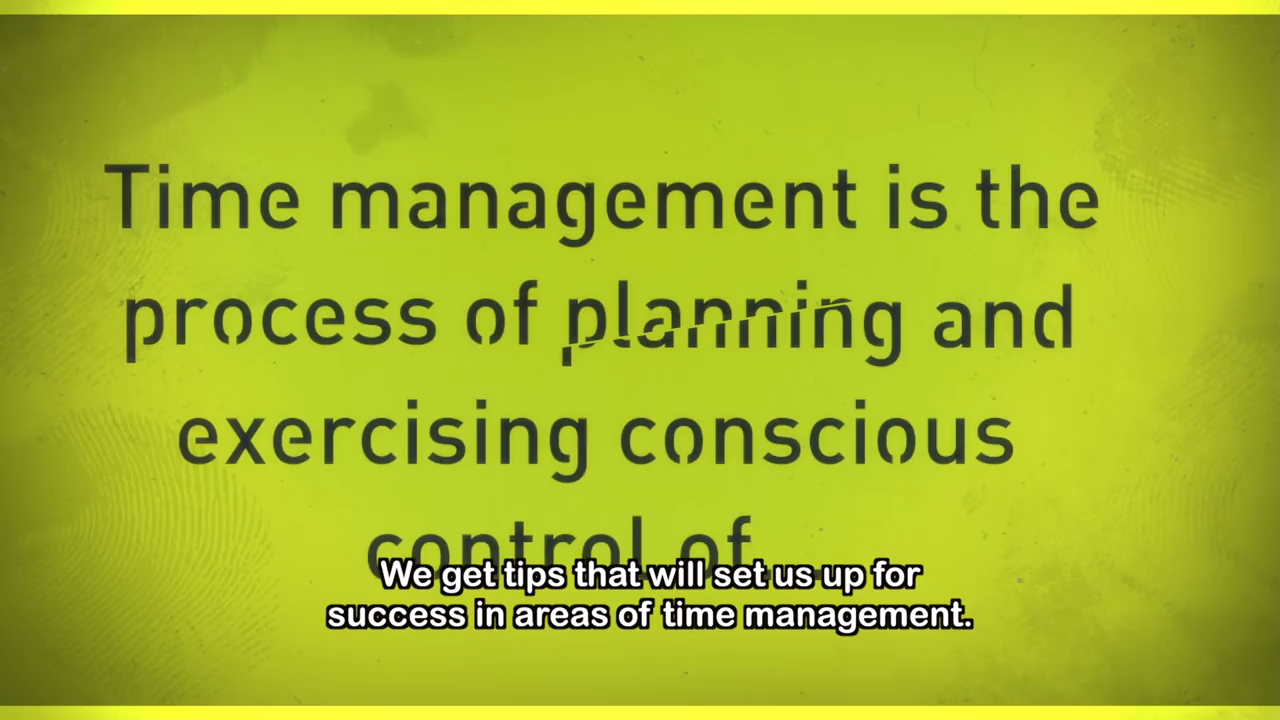 Time management is the
process of planning and
exercising conscious
control of...
We get tips that will set us up for
success in areas of time management.